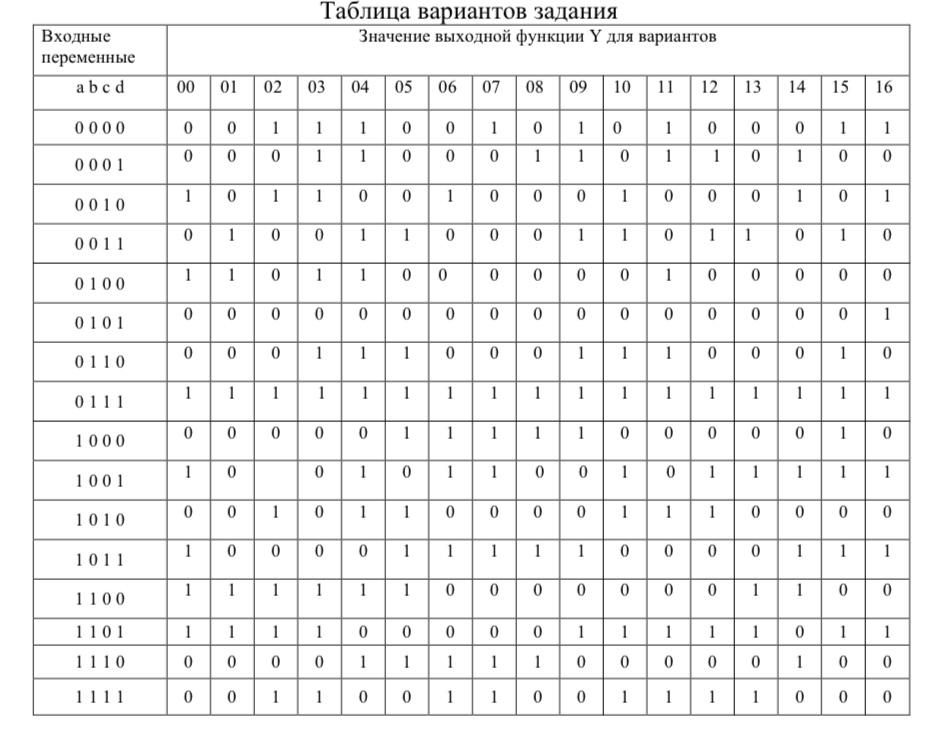 Таблица вариантов задания
Входные переменные Значение выходной функции Y для вариантов
a b c d 00 01 02 03 04 05 06 07 08 09 10 11 12 13 14 15 16
0 0 0 0 0 0 1 1 1 0 0 1 0 1 0 1 0 0 0 1 1
0 0 0 1 0 0 0 1 1 0 0 0 1 1 0 1 1 0 1 0 0
0 0 1 0 1 0 1 1 0 0 1 0 0 0 1 0 0 0 1 0 1
0 0 1 1 0 1 0 0 1 1 0 0 0 1 1 0 1 1 0 1 0
0 1 0 0 1 1 0 1 1 0 0 0 0 0 0 1 0 0 0 0 0
0 1 0 1 0 0 0 0 0 0 0 0 0 0 0 0 0 0 0 0 1
0 1 1 0 0 0 0 1 1 1 0 0 0 1 1 1 0 0 0 1 0
0 1 1 1 1 1 1 1 1 1 1 1 1 1 1 1 1 1 1 1 1
1 0 0 0 0 0 0 0 0 1 1 1 1 1 0 0 0 0 0 1 0
1 0 0 1 1 0 0 1 0 1 1 0 0 1 0 1 1 1 1 1
1 0 1 0 0 0 1 0 1 1 0 0 0 0 1 1 1 0 0 0 0
1 0 1 1 1 0 0 0 0 1 1 1 1 1 0 0 0 0 1 1 1
1 1 0 0 1 1 1 1 1 1 0 0 0 0 0 0 0 1 1 0 0
1 1 0 1 1 1 1 1 0 0 0 0 0 1 1 1 1 1 0 1 1
1 1 1 0 0 0 0 0 1 1 1 1 1 0 0 0 0 0 1 0 0
1 1 1 1 0 0 1 1 0 0 1 1 0 0 1 1 1 1 0 0 0